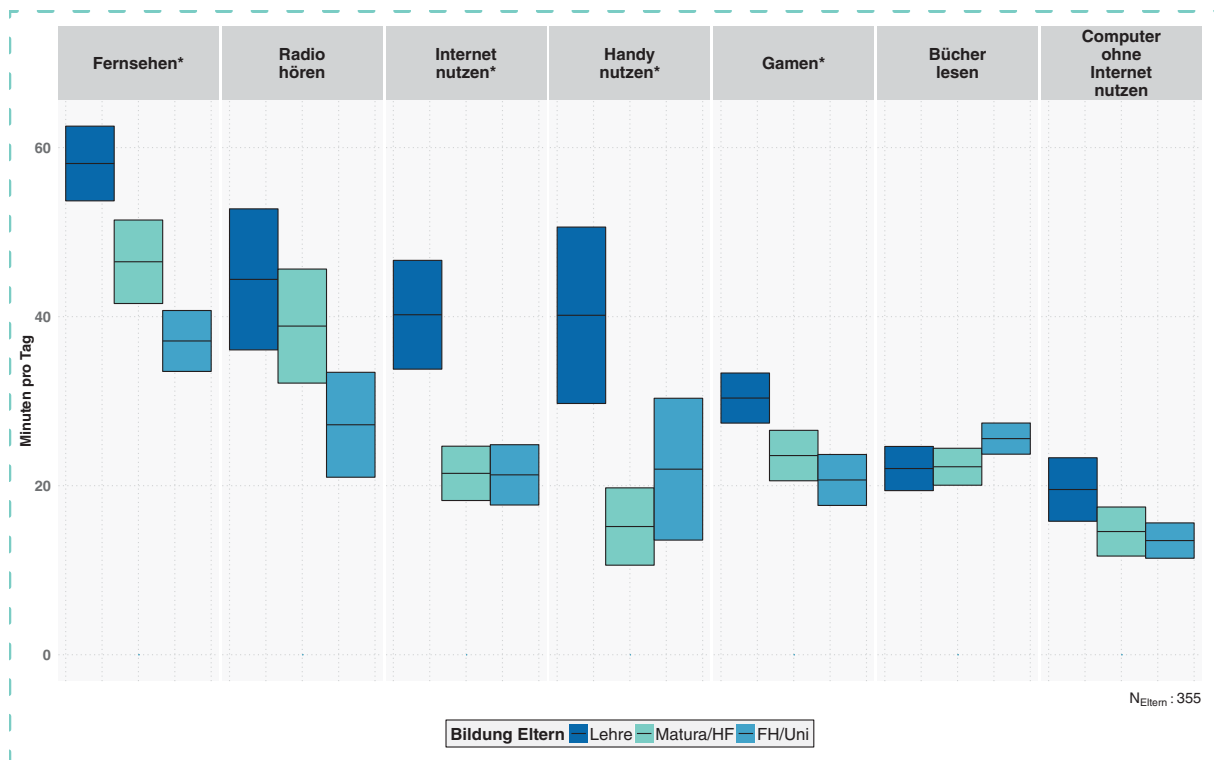 Fernsehen*
Radio
hören
Internet
nutzen*
Handy
nutzen*
Gamen*
Bücher
lesen
Computer
ohne
Internet
nutzen
Minuten pro Tag
60
40
20
0
N Eltern : 355
Bildung Eltern Lehre Matura/HF FH/Uni